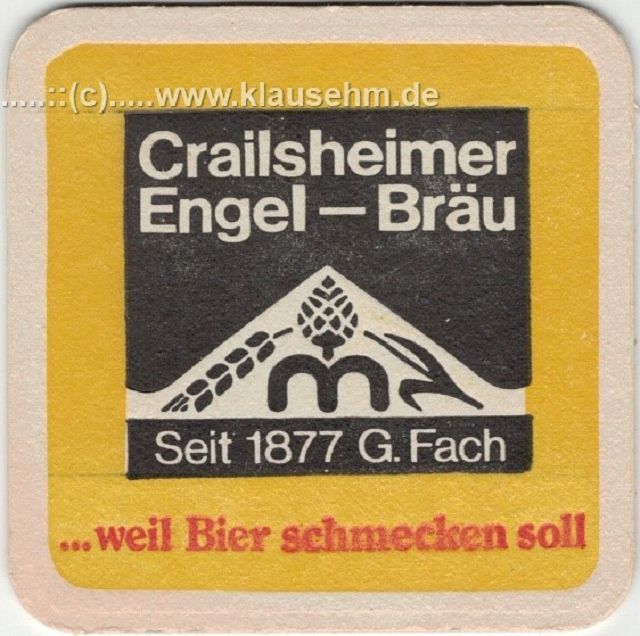 .....::(c).....www.klausehm.de
Crailsheimer
Engel – Bräu
m
Seit 1877 G. Fach
...weil Bier schmecken soll